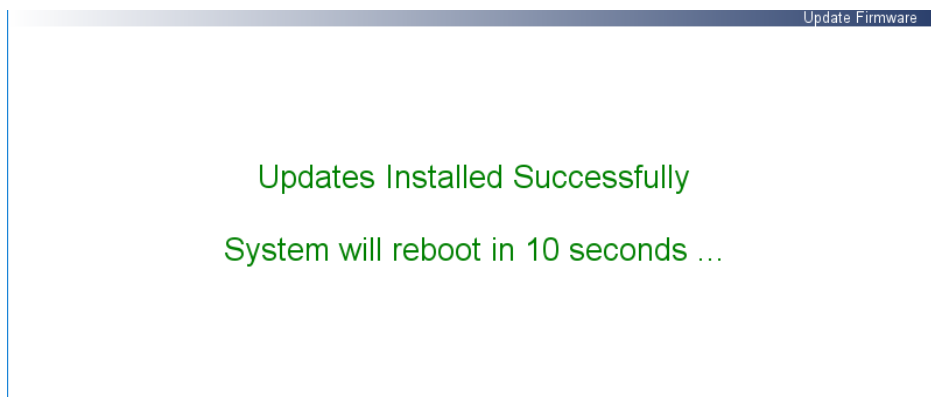 Update Firmware
Updates Installed Successfully
System will reboot in 10 seconds ...